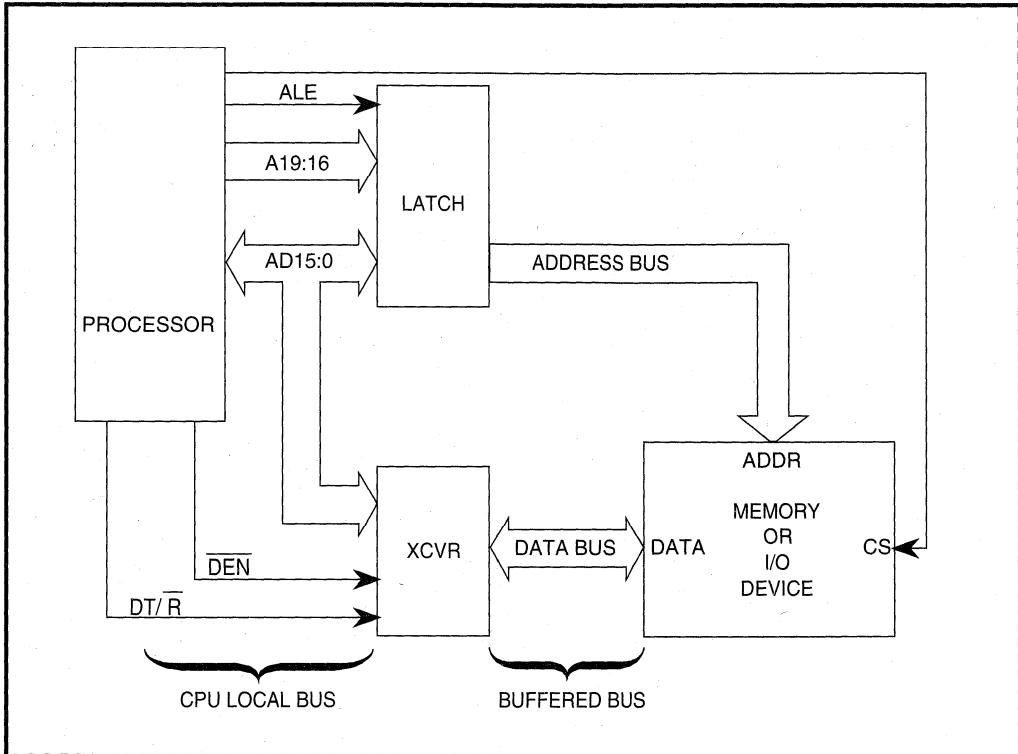 ALE
A19:16
LATCH
AD15:0
ADDRESS BUS
PROCESSOR
ADDR
MEMORY
OR
I/O
DEVICE
XCVR
DATA BUS
DATA
CS
DEN
DT/ R
CPU LOCAL BUS
BUFFERED BUS